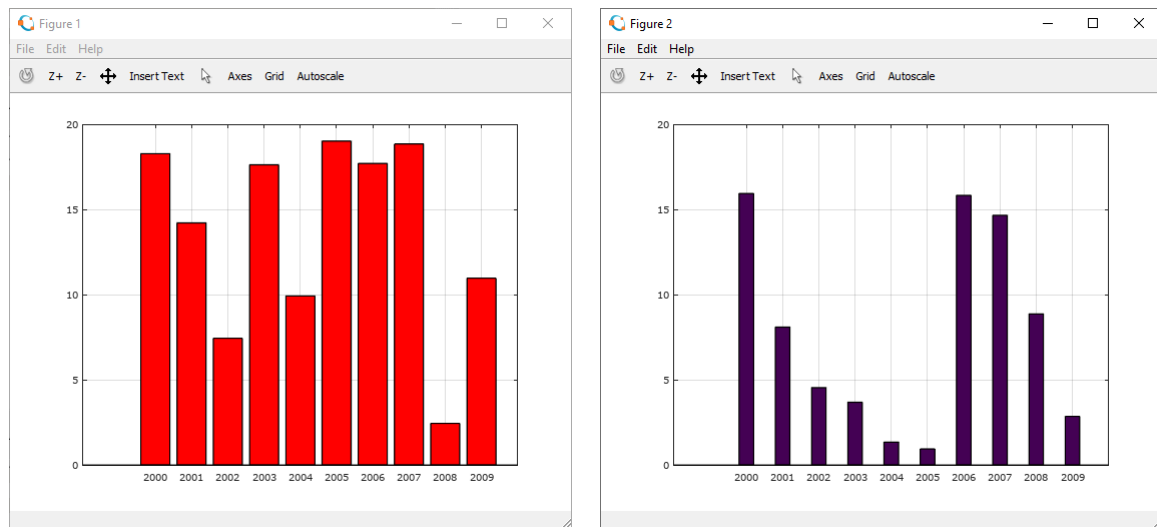 Figure 1
File Edit Help
Z+ Z- Insert Text Axes Grid Autoscale
20
15
10
5
0
2000 2001 2002 2003 2004 2005 2006 2007 2008 2009
Figure 2
File Edit Help
Z+ Z- Insert Text Axes Grid Autoscale
20
15
10
5
0
2000 2001 2002 2003 2004 2005 2006 2007 2008 2009